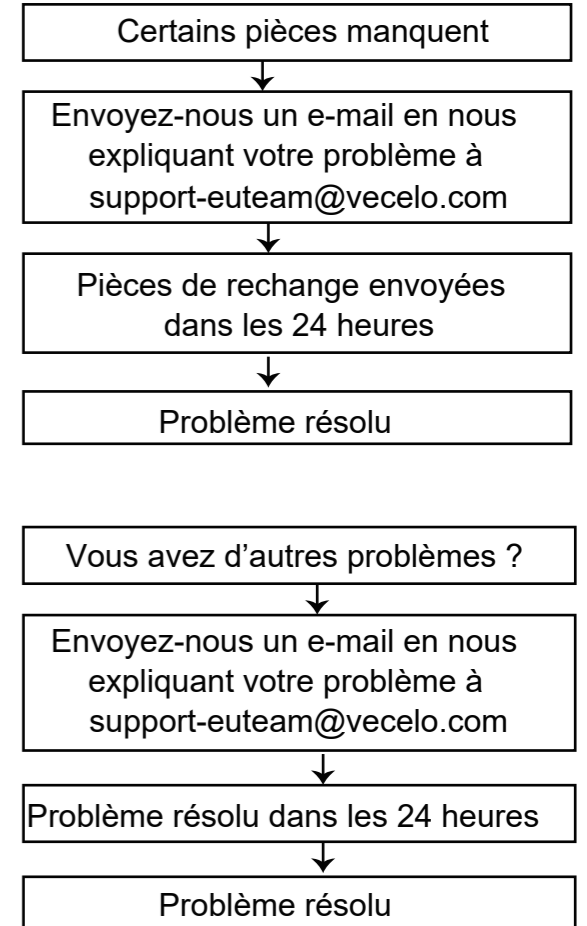 Certains pièces manquent
Envoyez-nous un e-mail en nous
expliquant votre problème à
support-euteam@vecelo.com
Pièces de rechange envoyées
dans les 24 heures
Problème résolu
Vous avez d'autres problèmes ?
Envoyez-nous un e-mail en nous
expliquant votre problème à
support-euteam@vecelo.com
Problème résolu dans les 24 heures
Problème résolu